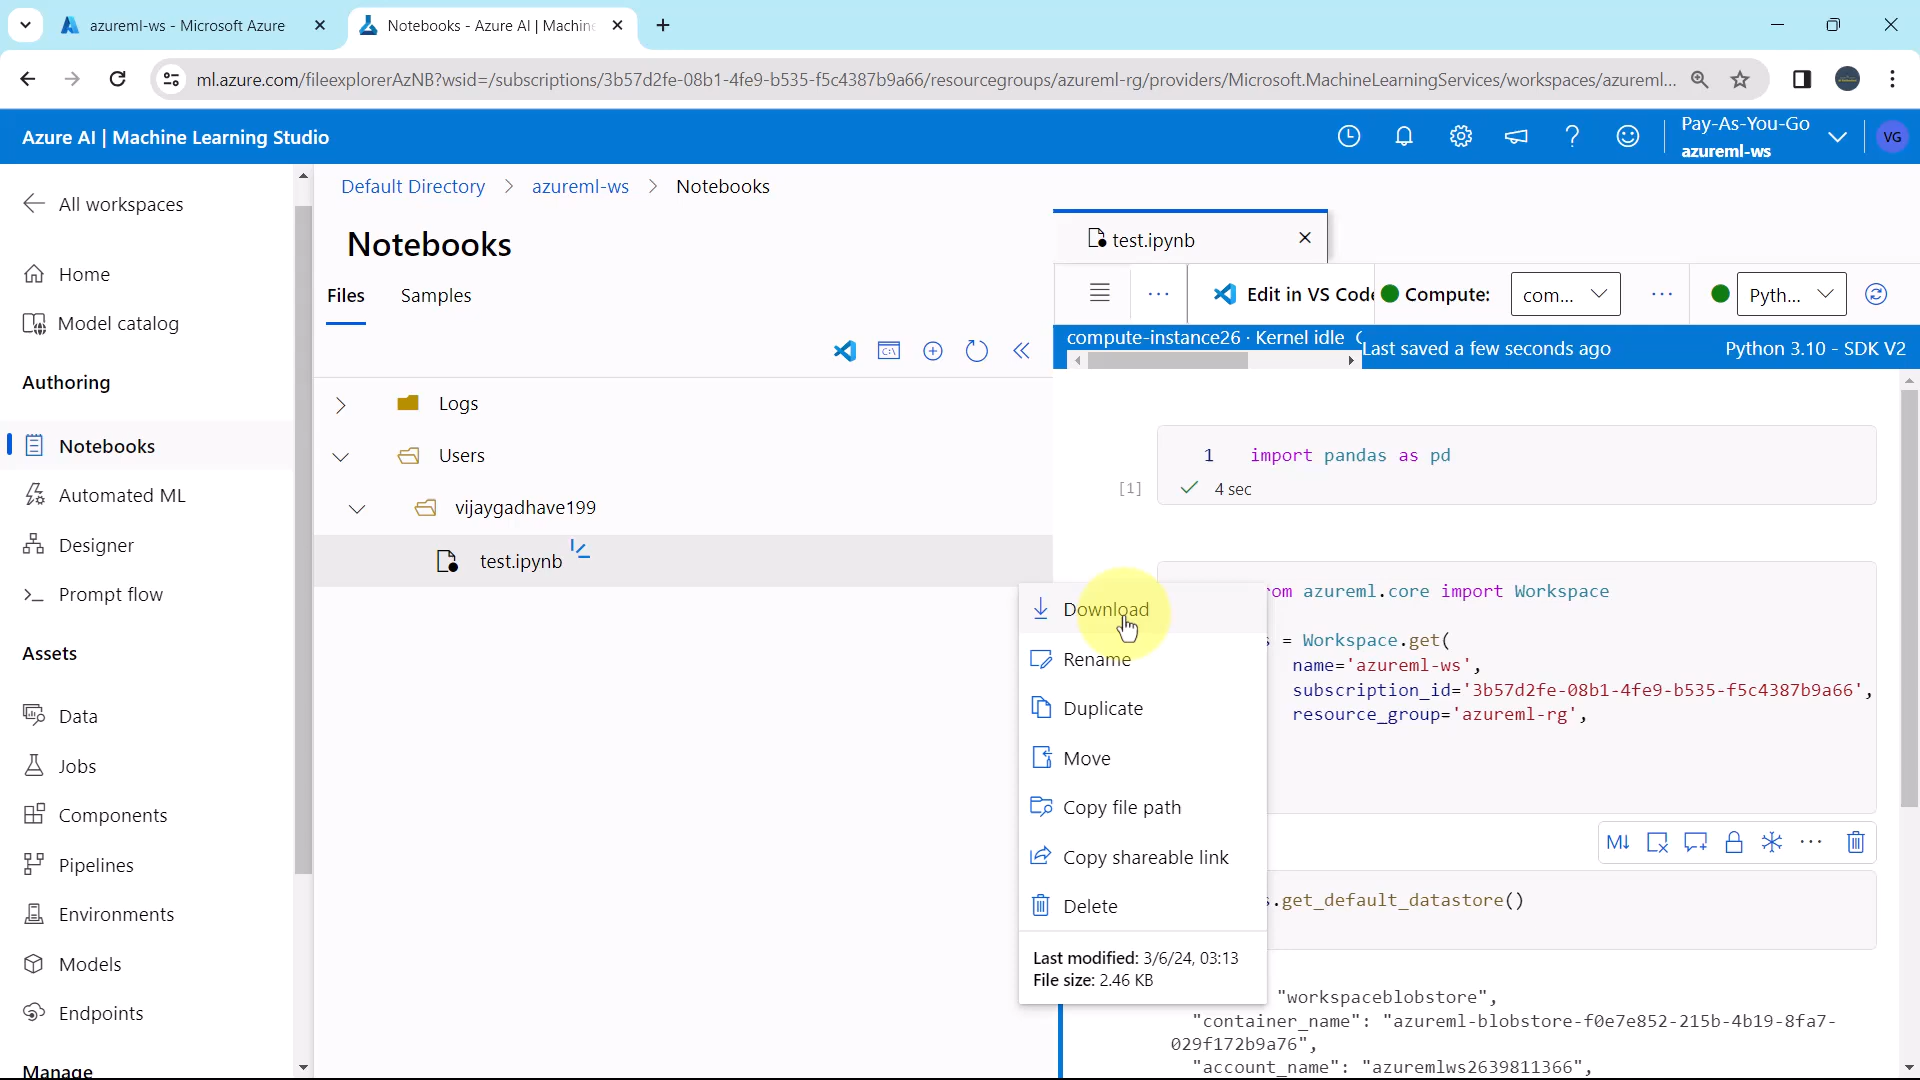 azureml-ws - Microsoft Azure
Notebooks - Azure AI | Machine
ml.azure.com/fileexplorerAzNB?wsid=/subscriptions/3b57d2fe-08b1-4fe9-b535-f5c4387b9a66/resourcegroups/azureml-rg/providers/Microsoft.MachineLearningServices/workspaces/azureml...
Azure AI | Machine Learning Studio
Pay-As-You-Go
azureml-ws
VG
All workspaces
Home
Model catalog
Authoring
Notebooks
Automated ML
Designer
Prompt flow
Assets
Data
Jobs
Components
Pipelines
Environments
Models
Endpoints
Manage
Default Directory > azureml-ws > Notebooks
Notebooks
Files Samples
Logs
Users
vijaygadhave199
test.ipynb
Download
Rename
Duplicate
Move
Copy file path
Copy shareable link
Delete
Last modified: 3/6/24, 03:13
File size: 2.46 KB
test.ipynb
Edit in VS Code
Compute: com...
Pyth...
compute-instance26 · Kernel idle
Last saved a few seconds ago
Python 3.10 - SDK V2
1 import pandas as pd
[1]
4 sec
om azureml.core import Workspace
= Workspace.get(
name='azureml-ws',
subscription_id='3b57d2fe-08b1-4fe9-b535-f5c4387b9a66',
resource_group='azureml-rg',
M↓
.get_default_datastore()
"workspaceblobstore",
"container_name": "azureml-blobstore-f0e7e852-215b-4b19-8fa7-
029f172b9a76",
"account_name": "azuremlws2639811366",